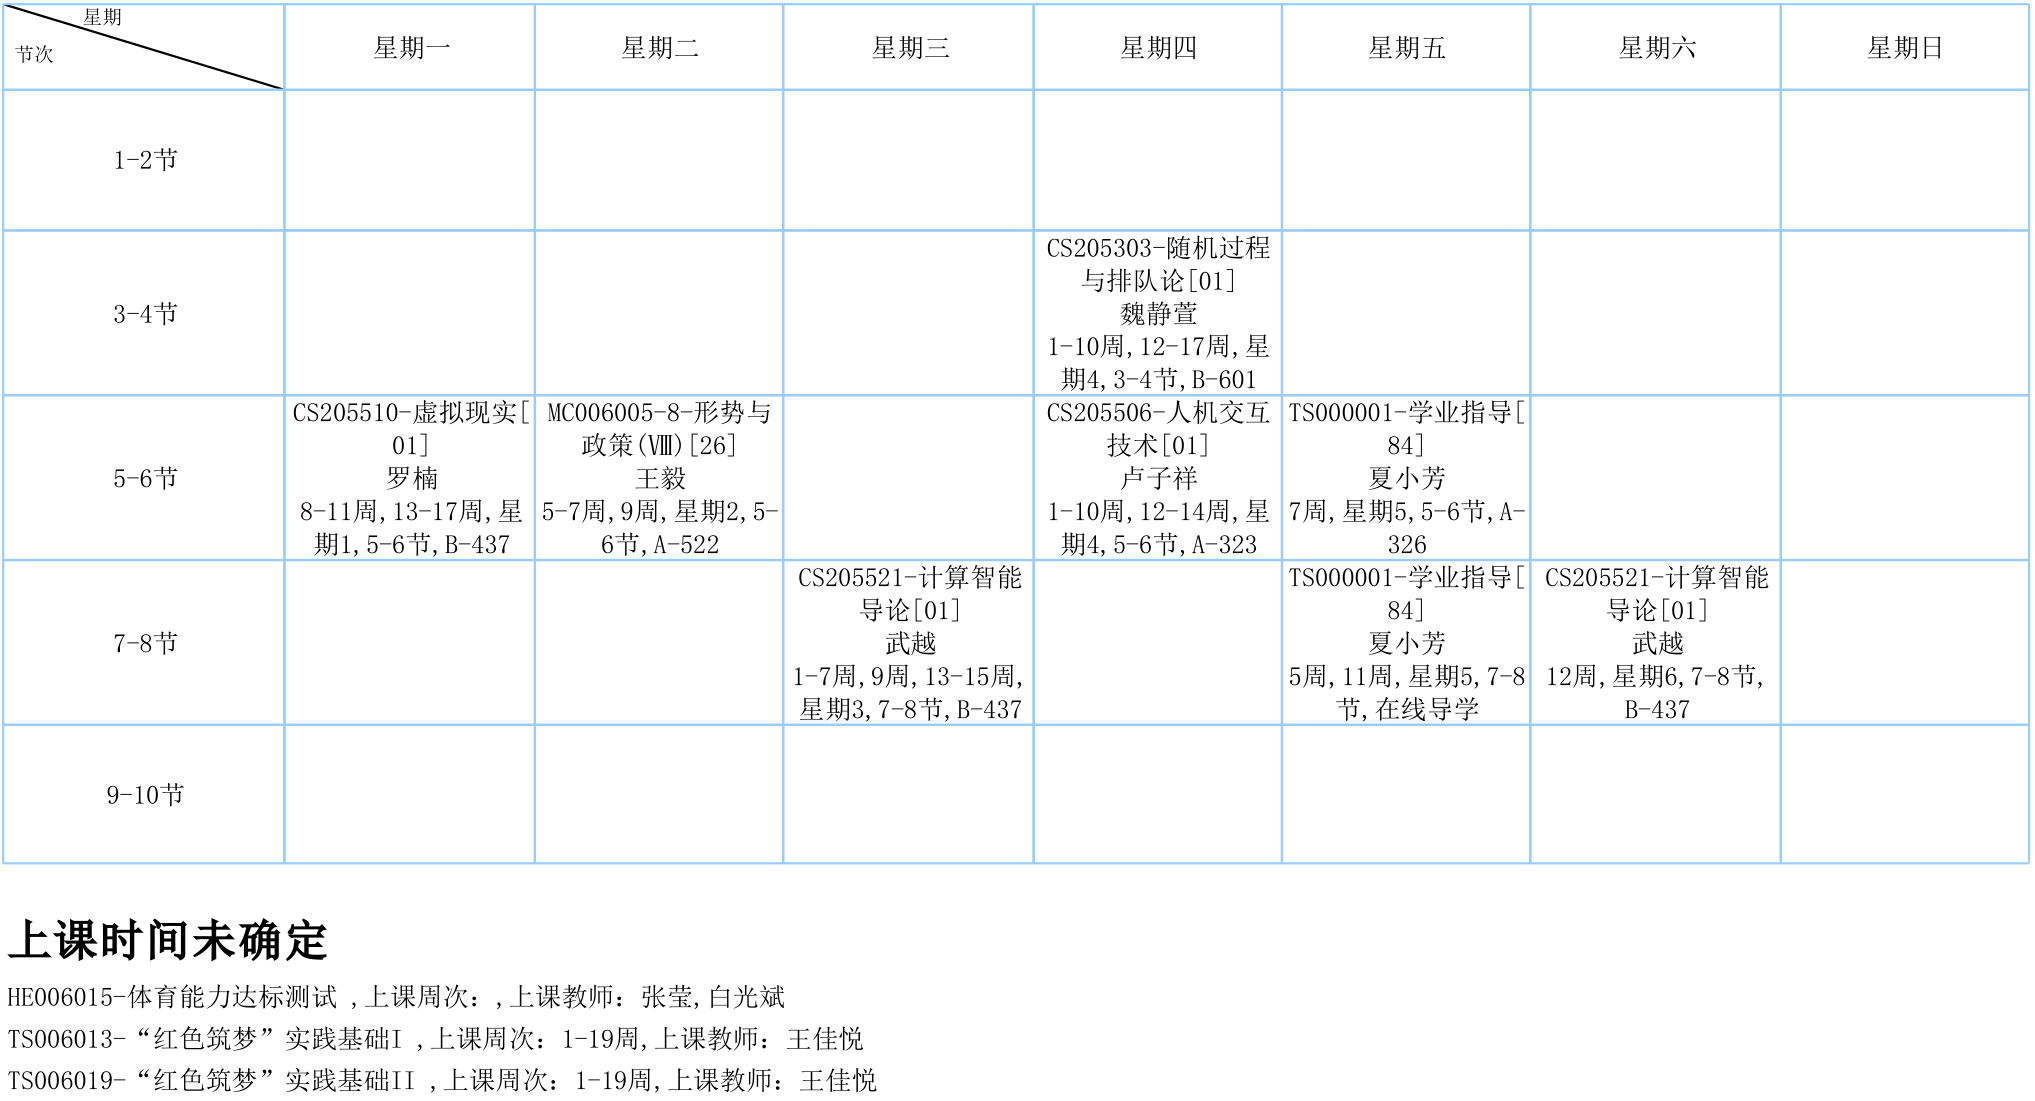 星期
节次
星期一
星期二
星期三
星期四
星期五
星期六
星期日
1-2节
3-4节
CS205303-随机过程
与排队论[01]
魏静萱
1-10周,12-17周,星
期4,3-4节,B-601
5-6节
CS205510-虚拟现实[
01]
罗楠
8-11周,13-17周,星
期1,5-6节,B-437
MC006005-8-形势与
政策(Ⅷ)[26]
王毅
5-7周,9周,星期2,5-
6节,A-522
CS205506-人机交互
技术[01]
卢子祥
1-10周,12-14周,星
期4,5-6节,A-323
TS000001-学业指导[
84]
夏小芳
7周,星期5,5-6节,A-
326
7-8节
CS205521-计算智能
导论[01]
武越
1-7周,9周,13-15周,
星期3,7-8节,B-437
TS000001-学业指导[
84]
夏小芳
5周,11周,星期5,7-8
节,在线导学
CS205521-计算智能
导论[01]
武越
12周,星期6,7-8节,
B-437
9-10节
上课时间未确定
HE006015-体育能力达标测试 ,上课周次: ,上课教师: 张莹,白光斌
TS006013-“红色筑梦”实践基础I ,上课周次: 1-19周,上课教师: 王佳悦
TS006019-“红色筑梦”实践基础II ,上课周次: 1-19周,上课教师: 王佳悦